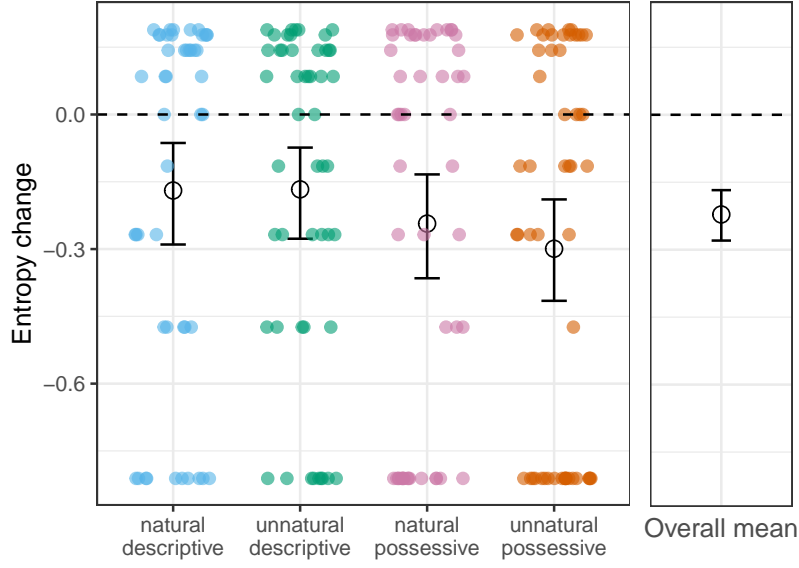 Entropy change
0.0
−0.3
−0.6
natural
descriptive
unnatural
descriptive
natural
possessive
unnatural
possessive
Overall mean